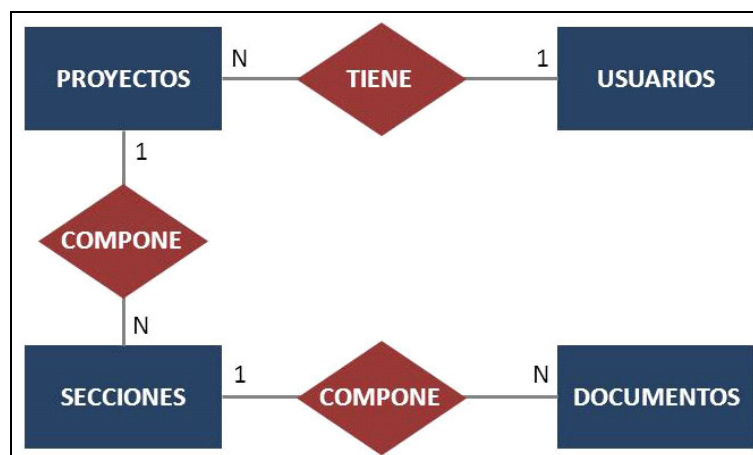 PROYECTOS
N
TIENE
1
USUARIOS
1
COMPONE
N
SECCIONES
1
COMPONE
N
DOCUMENTOS